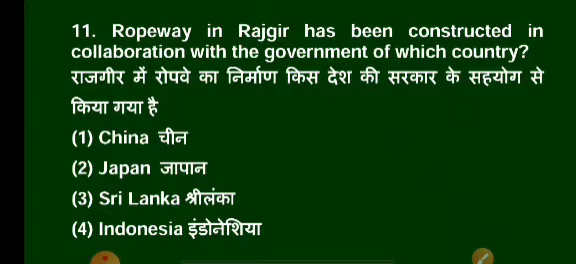 11. Ropeway in Rajgir has been constructed in
collaboration with the government of which country?
राजगीर में रोपवे का निर्माण किस देश की सरकार के सहयोग से
किया गया है
(1) China चीन
(2) Japan जापान
(3) Sri Lanka श्रीलंका
(4) Indonesia इंडोनेशिया